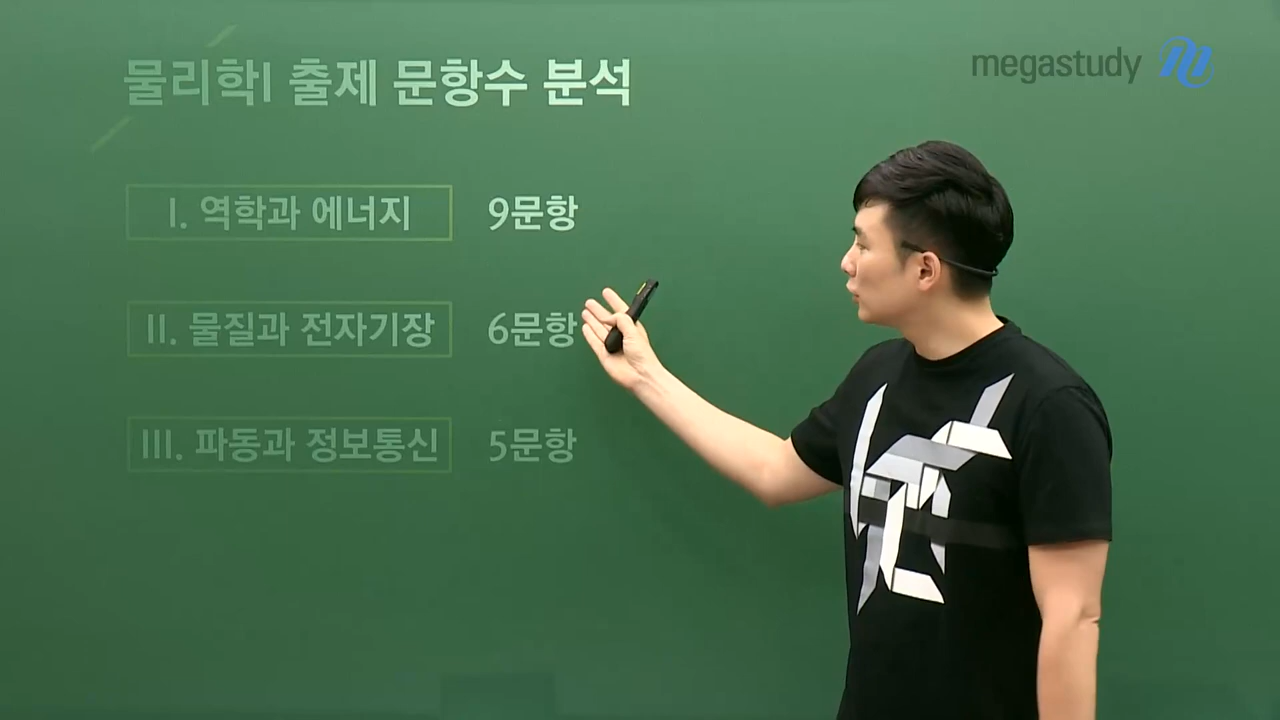 megastudy
물리학I 출제 문항수 분석
I. 역학과 에너지 9문항
II. 물질과 전자기장 6문항
III. 파동과 정보통신 5문항